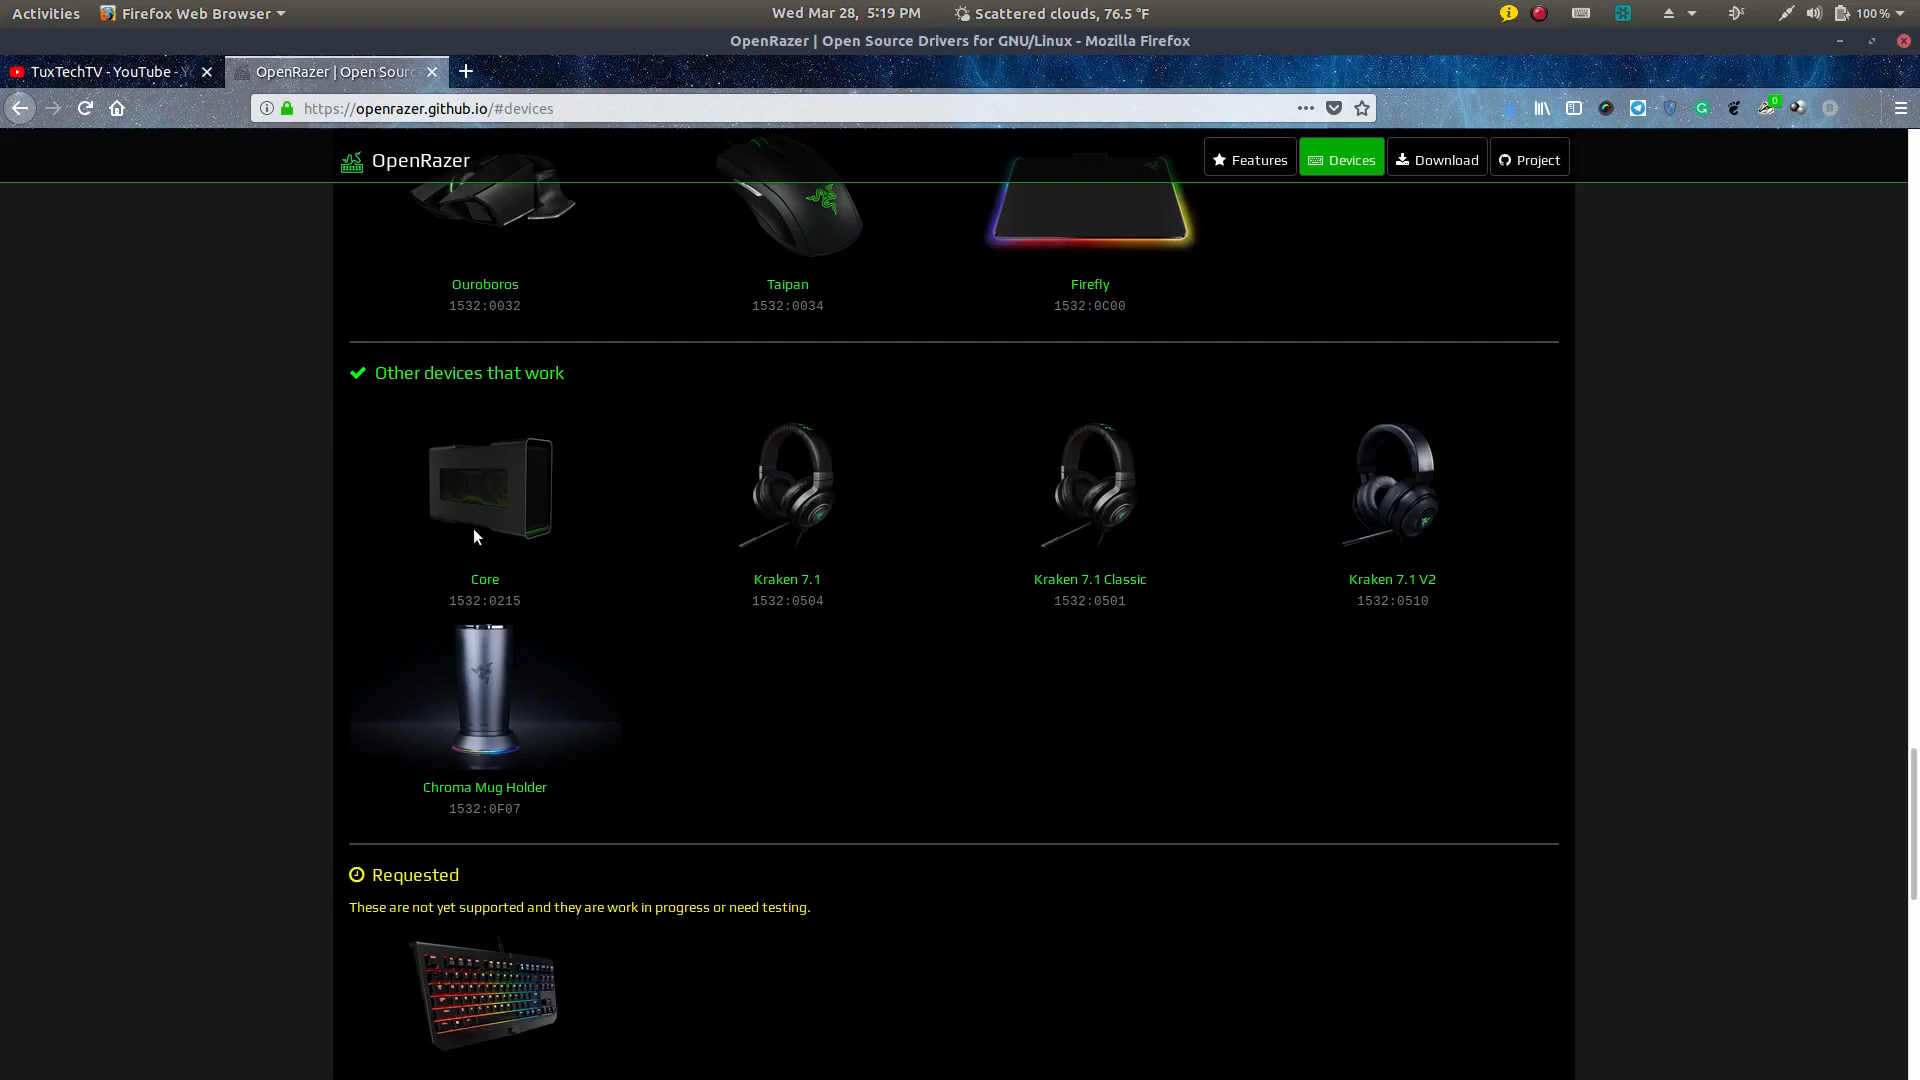 Activities Firefox Web Browser Wed Mar 28, 5:19 PM Scattered clouds, 76.5 °F 100 %
OpenRazer | Open Source Drivers for GNU/Linux - Mozilla Firefox
TuxTechTV - YouTube - OpenRazer | Open Sourc
https://openrazer.github.io/#devices
OpenRazer Features Devices Download Project
Ouroboros Taipan Firefly
1532:0032 1532:0034 1532:0C00
Other devices that work
Core Kraken 7.1 Kraken 7.1 Classic Kraken 7.1 V2
1532:0215 1532:0504 1532:0501 1532:0510
Chroma Mug Holder
1532:0F07
Requested
These are not yet supported and they are work in progress or need testing.